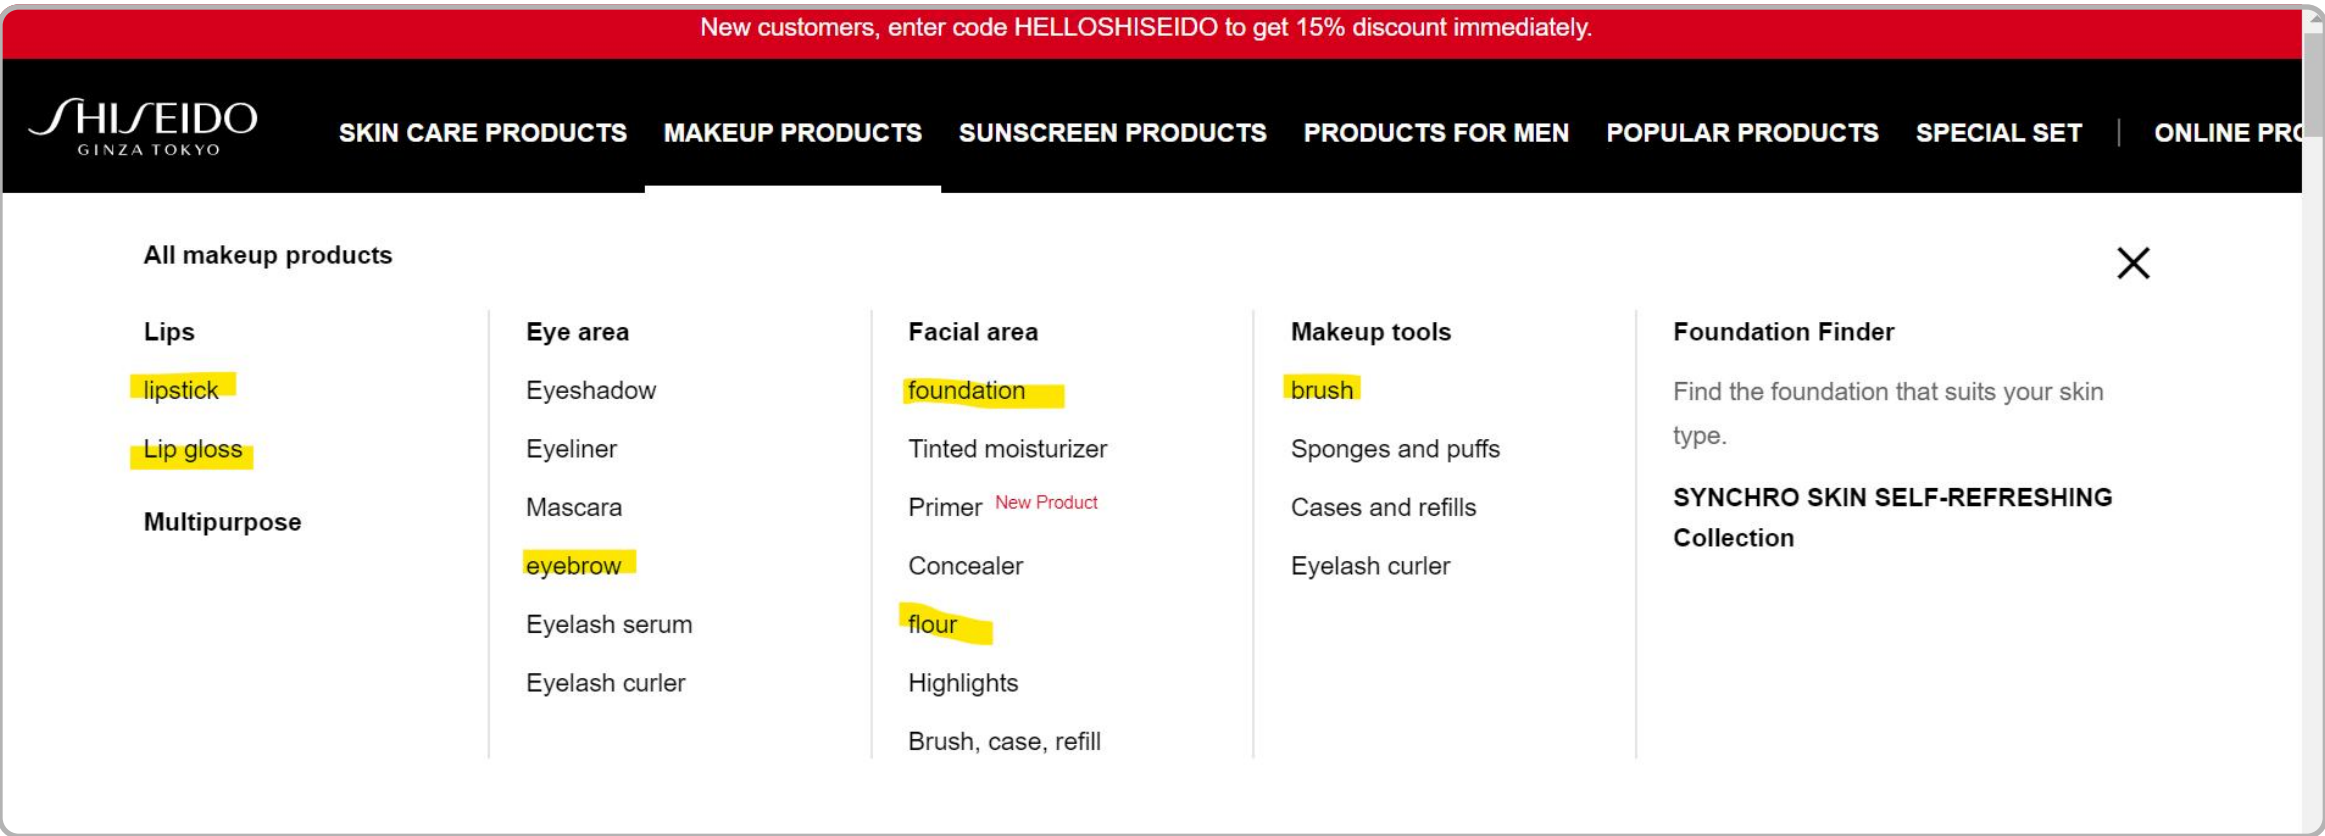 New customers, enter code HELLOSHISEIDO to get 15% discount immediately.
SHISEIDO
GINZA TOKYO
SKIN CARE PRODUCTS
MAKEUP PRODUCTS
SUNSCREEN PRODUCTS
PRODUCTS FOR MEN
POPULAR PRODUCTS
SPECIAL SET
ONLINE PRO
All makeup products
Lips
lipstick
Lip gloss
Multipurpose
Eye area
Eyeshadow
Eyeliner
Mascara
eyebrow
Eyelash serum
Eyelash curler
Facial area
foundation
Tinted moisturizer
Primer New Product
Concealer
flour
Highlights
Brush, case, refill
Makeup tools
brush
Sponges and puffs
Cases and refills
Eyelash curler
Foundation Finder
Find the foundation that suits your skin
type.
SYNCHRO SKIN SELF-REFRESHING
Collection